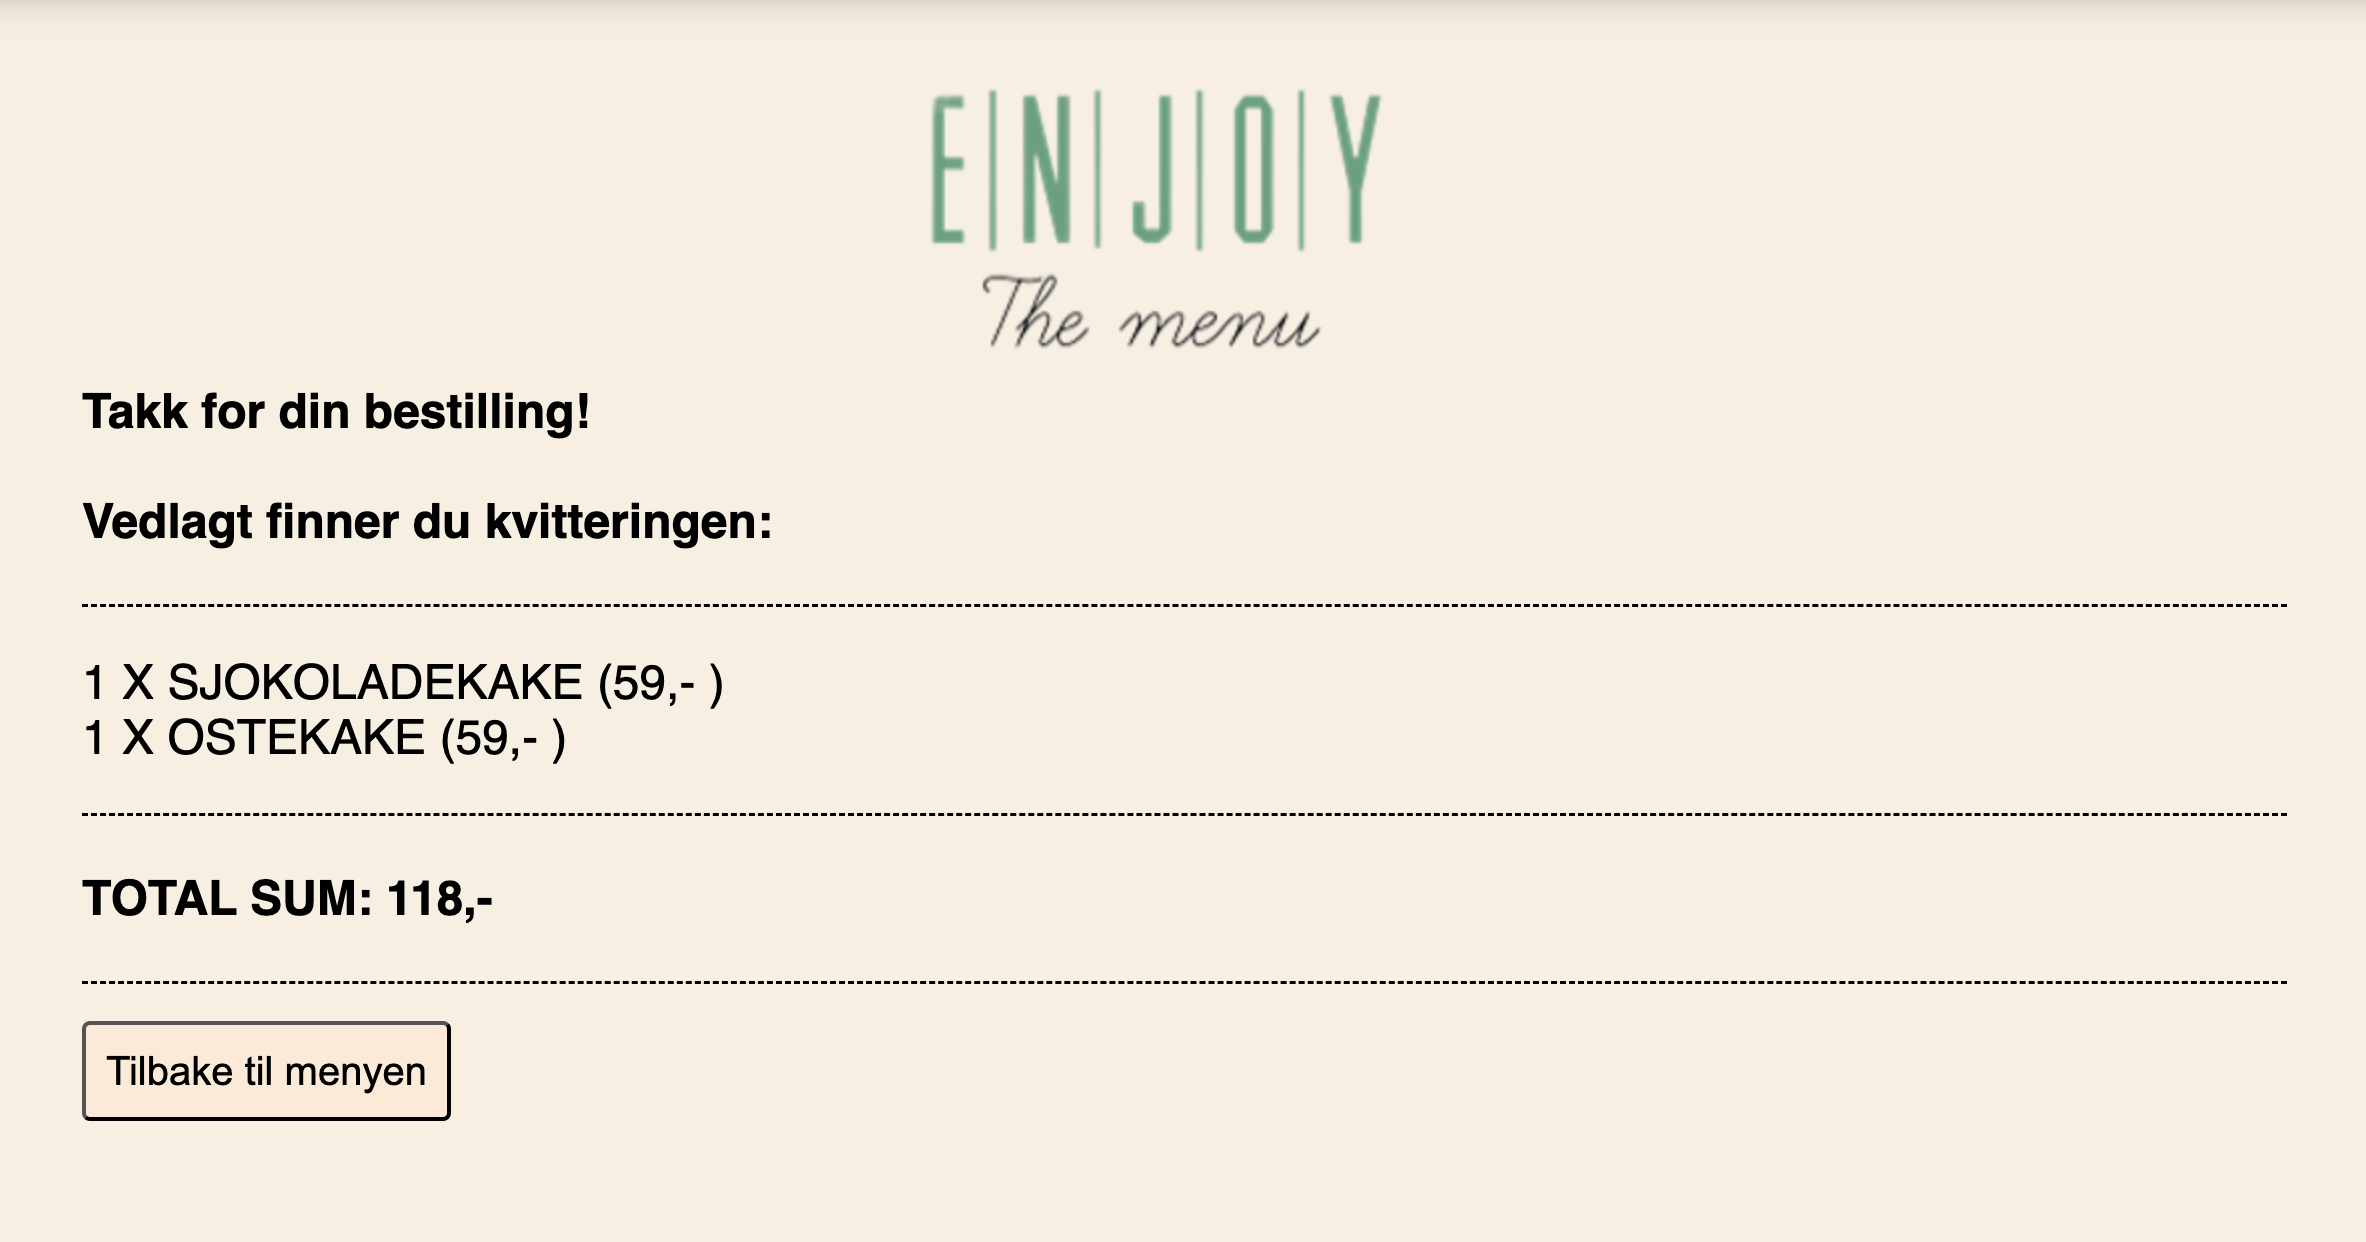 E|N|J|O|Y
The menu
Takk for din bestilling!
Vedlagt finner du kvitteringen:
1 X SJOKOLADEKAKE (59,- )
1 X OSTEKAKE (59,- )
TOTAL SUM: 118,-
Tilbake til menyen